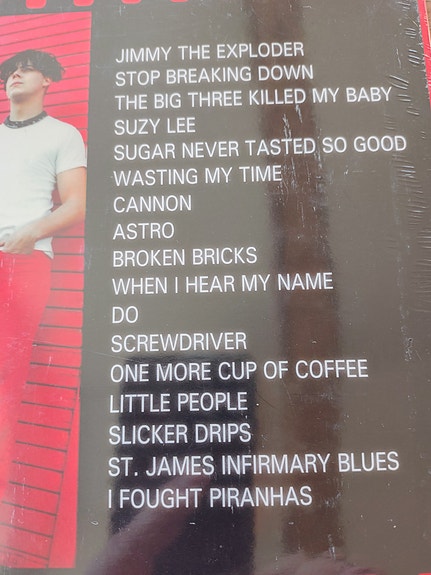 JIMMY THE EXPLODER
STOP BREAKING DOWN
THE BIG THREE KILLED MY BABY
SUZY LEE
SUGAR NEVER TASTED SO GOOD
WASTING MY TIME
CANNON
ASTRO
BROKEN BRICKS
WHEN I HEAR MY NAME
DO
SCREWDRIVER
ONE MORE CUP OF COFFEE
LITTLE PEOPLE
SLICKER DRIPS
ST. JAMES INFIRMARY BLUES
I FOUGHT PIRANHAS